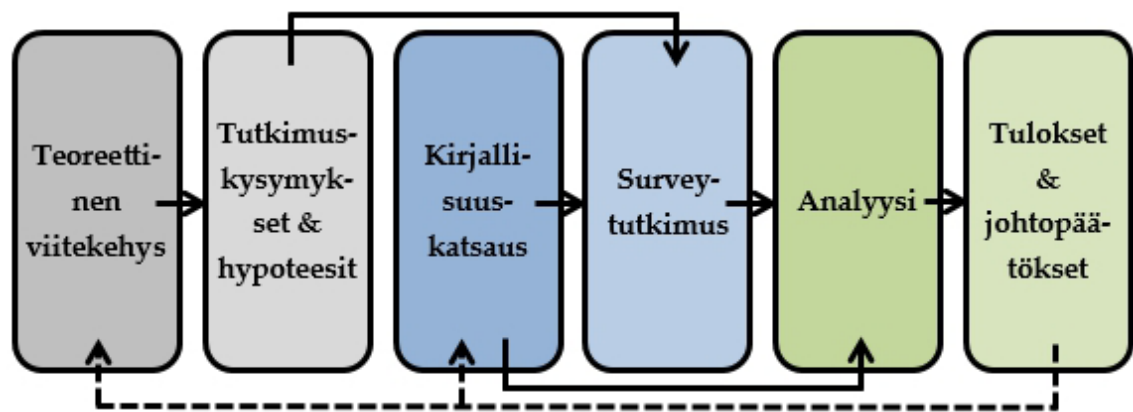 Teoreetti-
nen
viitekehys
Tutkimus-
kysymyk-
set &
hypoteesit
Kirjalli-
suus-
katsaus
Survey-
tutkimus
Analyysi
Tulokset
&
johtopää-
tökset